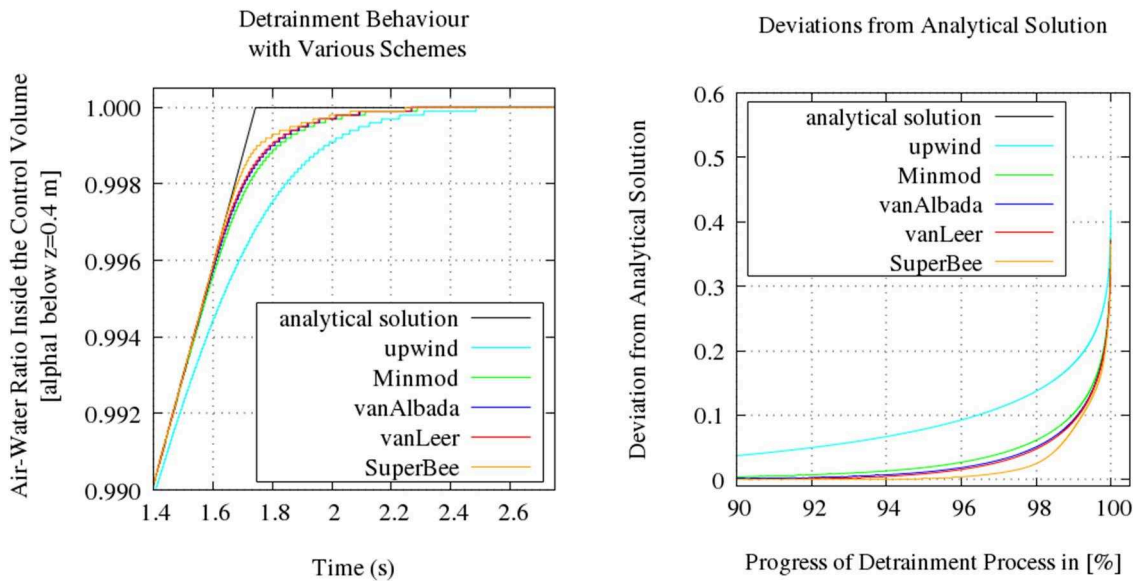 Detrainment Behaviour
with Various Schemes
Air-Water Ratio Inside the Control Volume
[alpha1 below z=0.4 m]
1.000
0.998
0.996
0.994
0.992
0.990
analytical solution
upwind
Minmod
vanAlbada
vanLeer
SuperBee
1.4
1.6
1.8
2
2.2
2.4
2.6
Time (s)
Deviations from Analytical Solution
Deviation from Analytical Solution
0.6
0.5
0.4
0.3
0.2
0.1
0
analytical solution
upwind
Minmod
vanAlbada
vanLeer
SuperBee
90
92
94
96
98
100
Progress of Detrainment Process in [%]